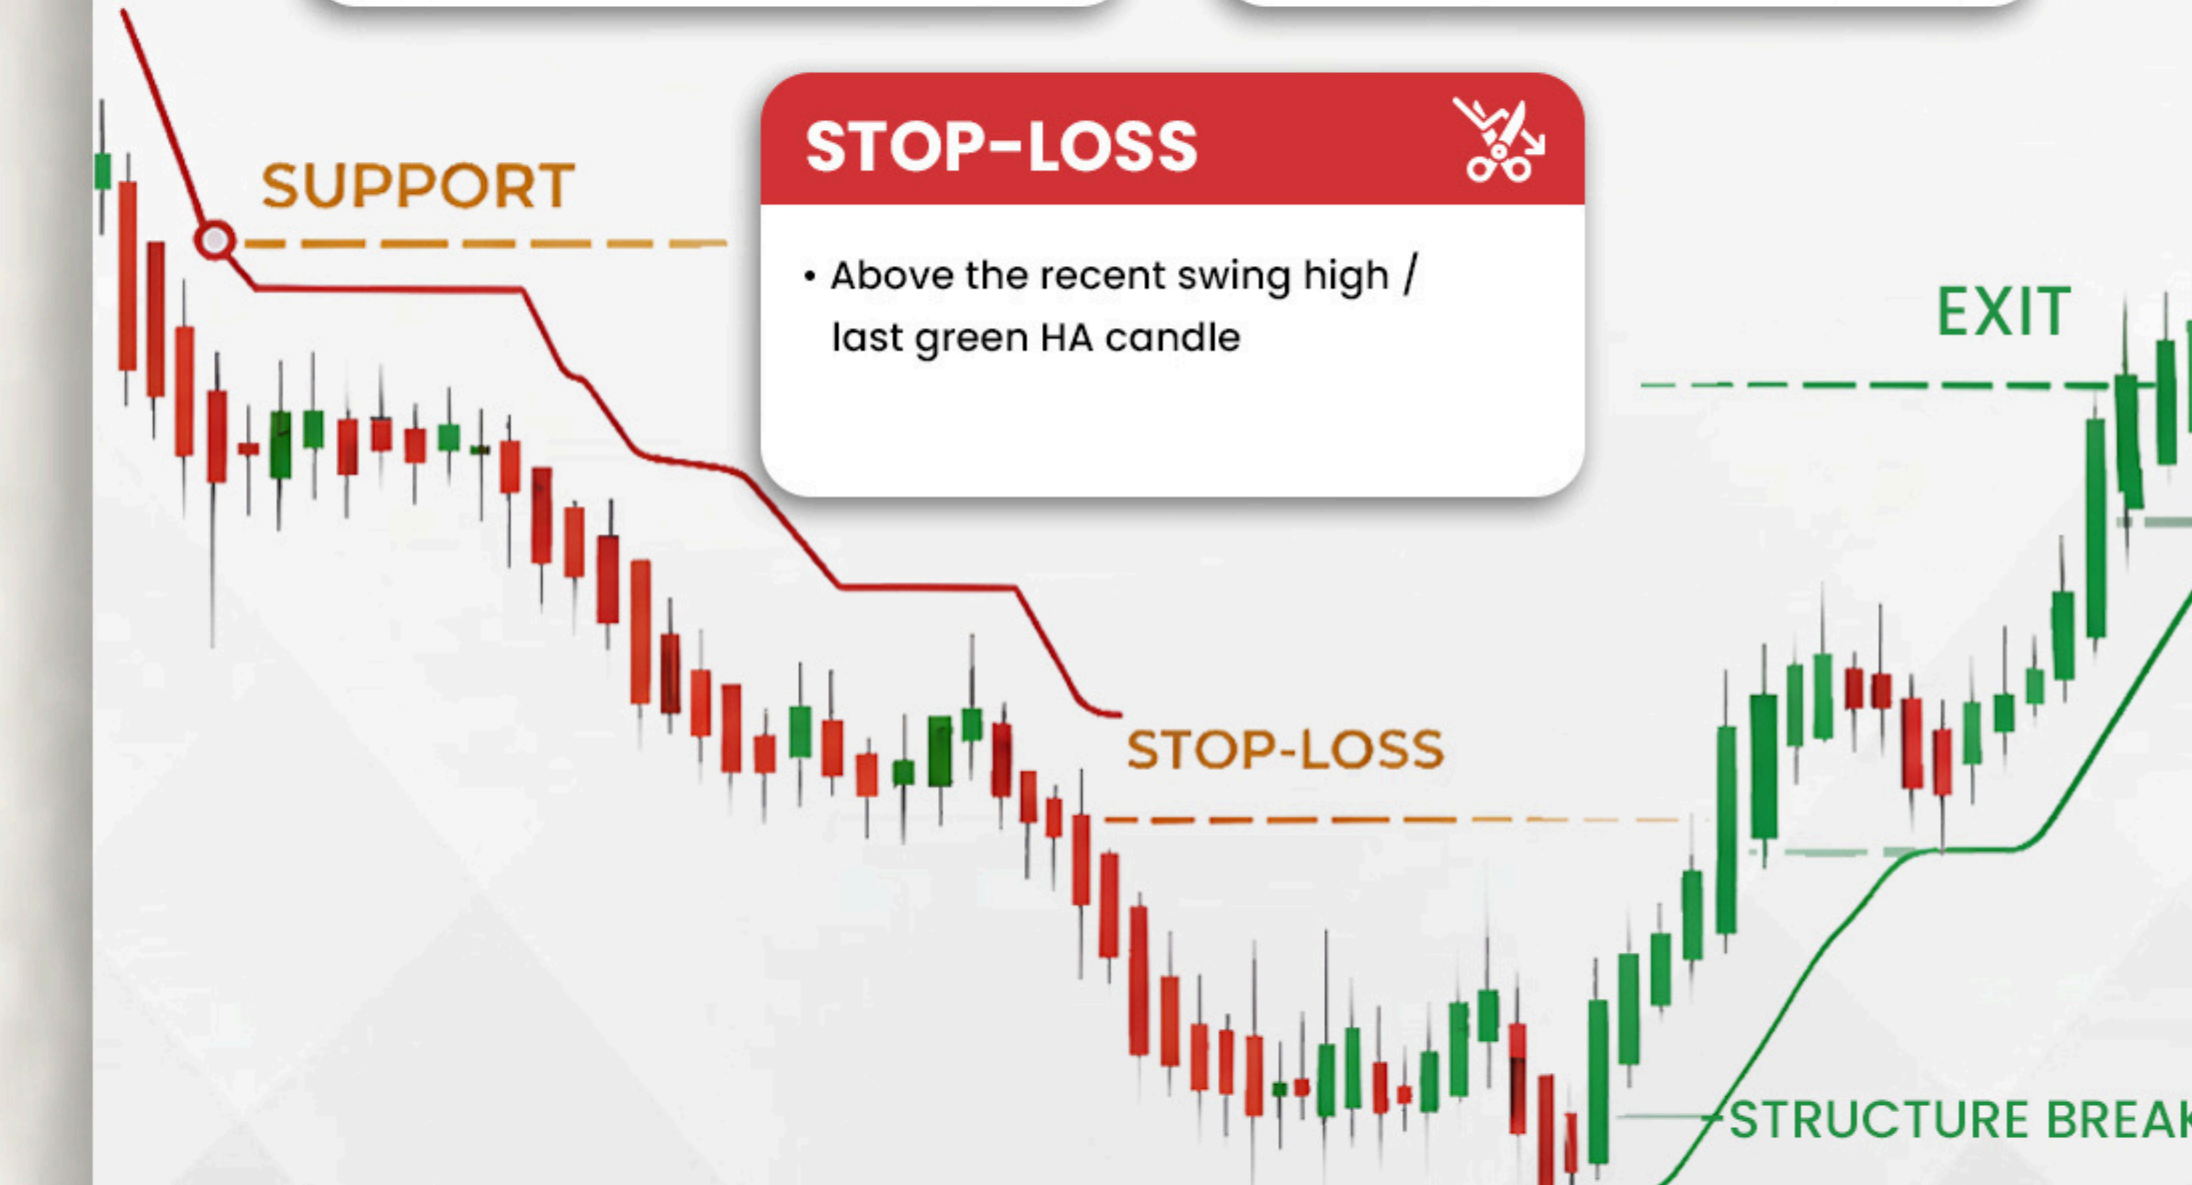 STOP-LOSS
SUPPORT
• Above the recent swing high /
last green HA candle
EXIT
STOP-LOSS
STRUCTURE BREAK